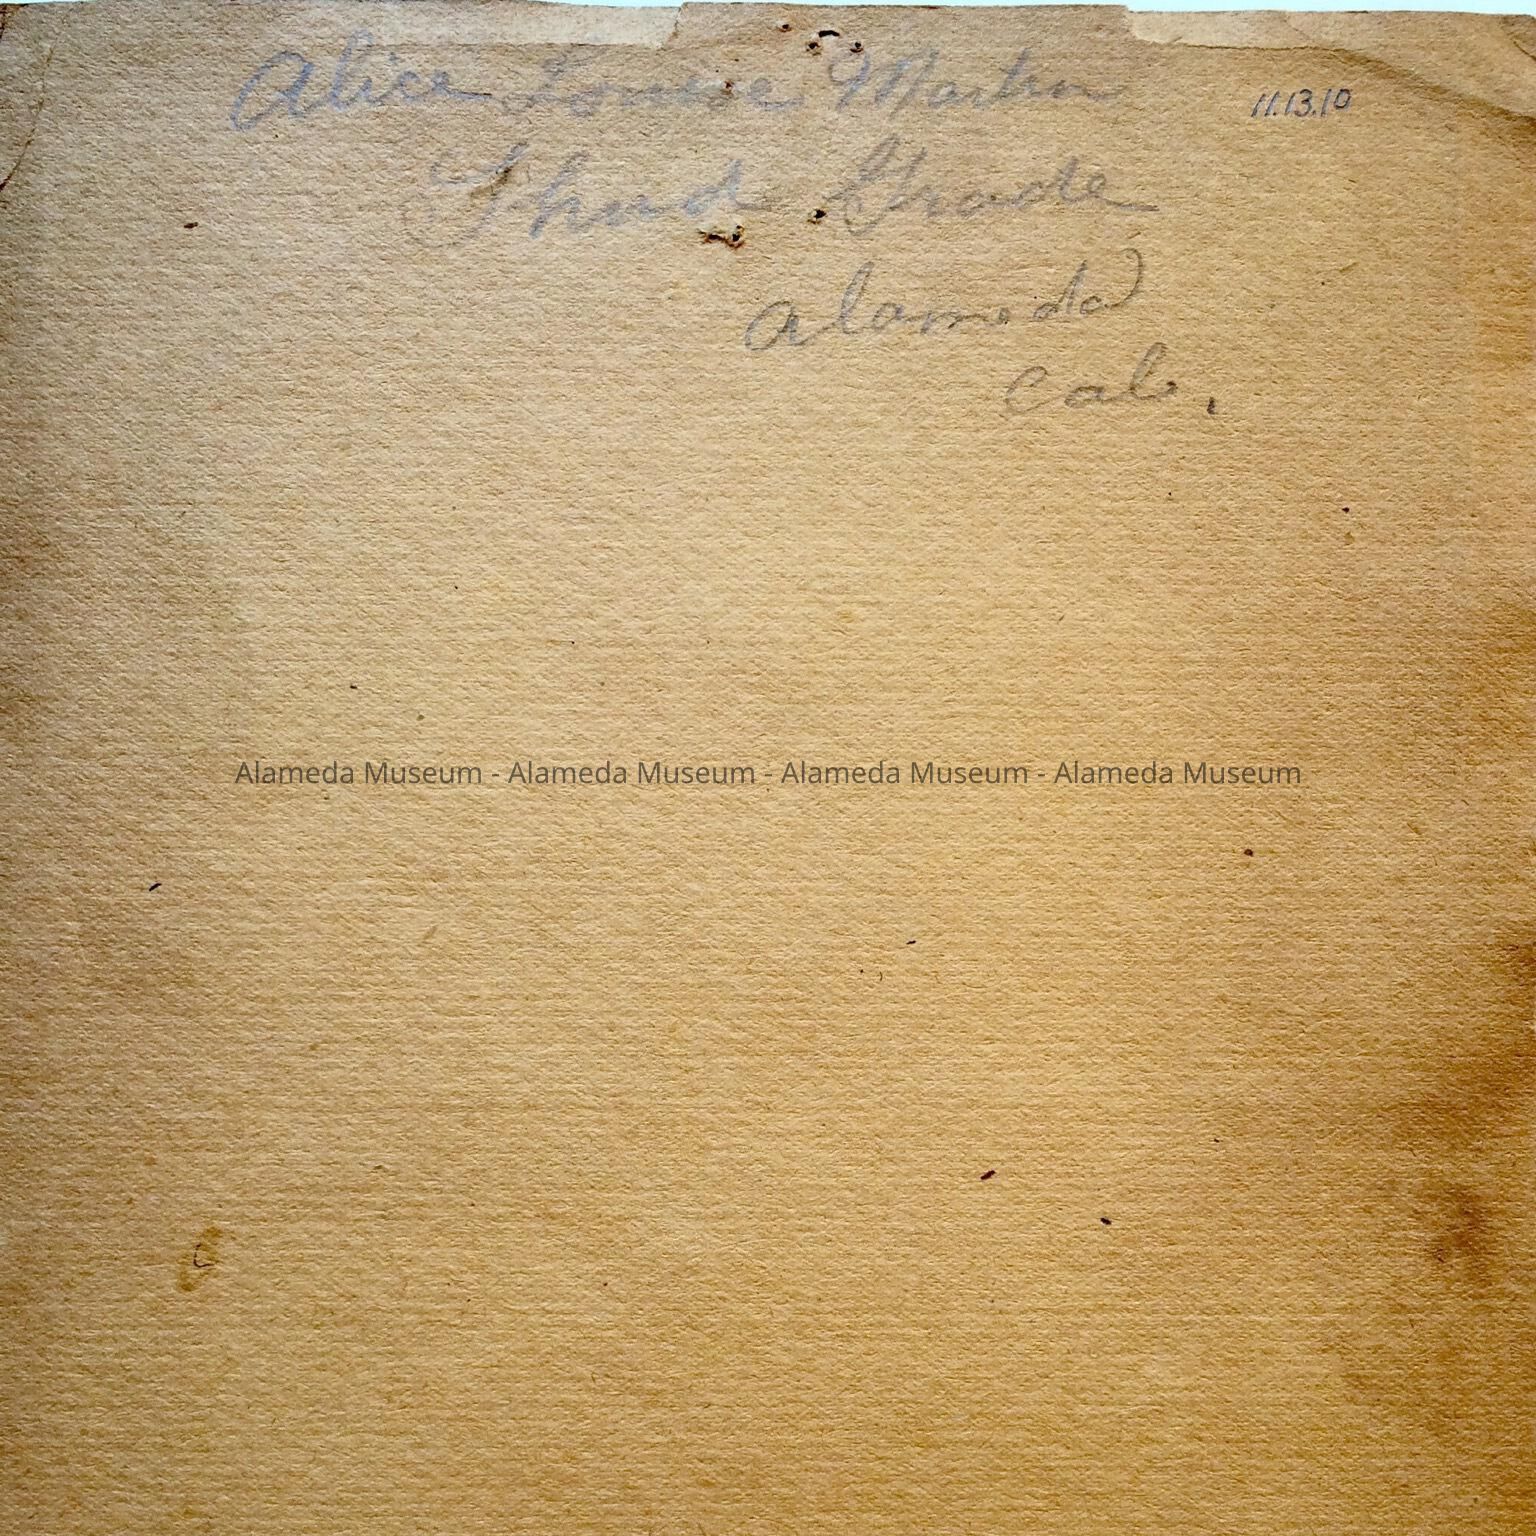 Alice Louise Martin
11.13.10
Third Grade
Alameda
Cal.
Alameda Museum - Alameda Museum - Alameda Museum - Alameda Museum